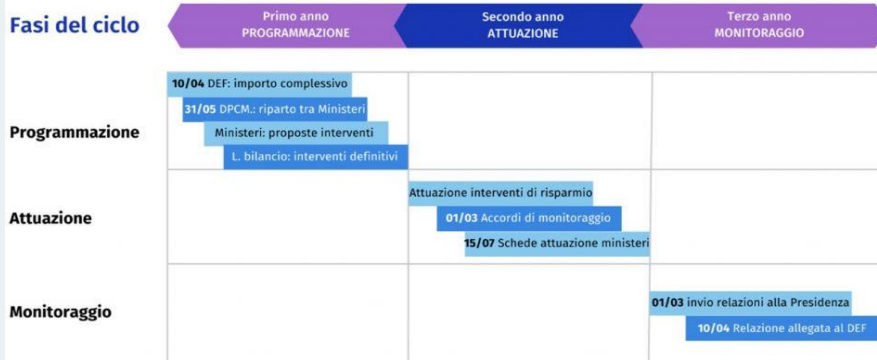 Fasi del ciclo
Primo anno
PROGRAMMAZIONE
Secondo anno
ATTUAZIONE
Terzo anno
MONITORAGGIO
Programmazione
10/04 DEF: importo complessivo
31/05 DPCM.: riparto tra Ministeri
Ministeri: proposte interventi
L. bilancio: interventi definitivi
Attuazione
Attuazione interventi di risparmio
01/03 Accordi di monitoraggio
15/07 Schede attuazione ministeri
Monitoraggio
01/03 invio relazioni alla Presidenza
10/04 Relazione allegata al DEF